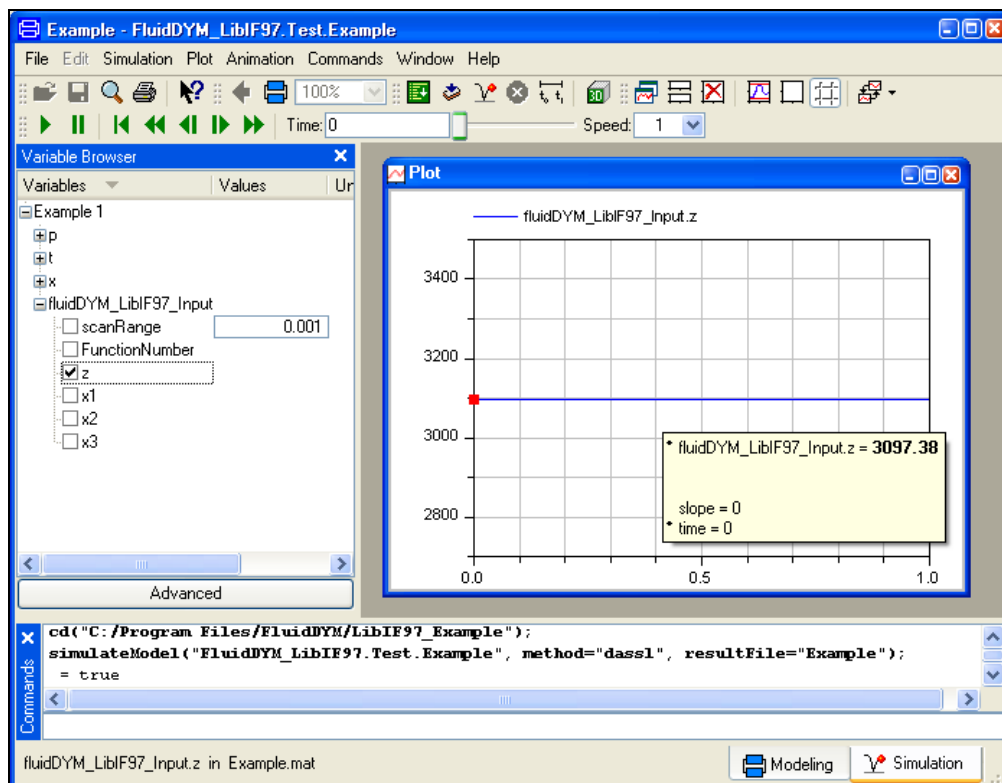 Example - FluidDYM_LibIF97.Test.Example
File Edit Simulation Plot Animation Commands Window Help
100%
3D
Time: 0 Speed: 1
Variable Browser
Variables Values Ur
Example 1
p
t
x
fluidDYM_LibIF97_Input
scanRange 0.001
FunctionNumber
z
x1
x2
x3
Advanced
Plot
fluidDYM_LibIF97_Input.z
3400
3200
3000
2800
0.0 0.5 1.0
fluidDYM_LibIF97_Input.z = 3097.38
slope = 0
time = 0
Commands
cd("C:/Program Files/FluidDYM/LibIF97_Example");
simulateModel("FluidDYM_LibIF97.Test.Example", method="dassl", resultFile="Example");
= true
fluidDYM_LibIF97_Input.z in Example.mat
Modeling Simulation